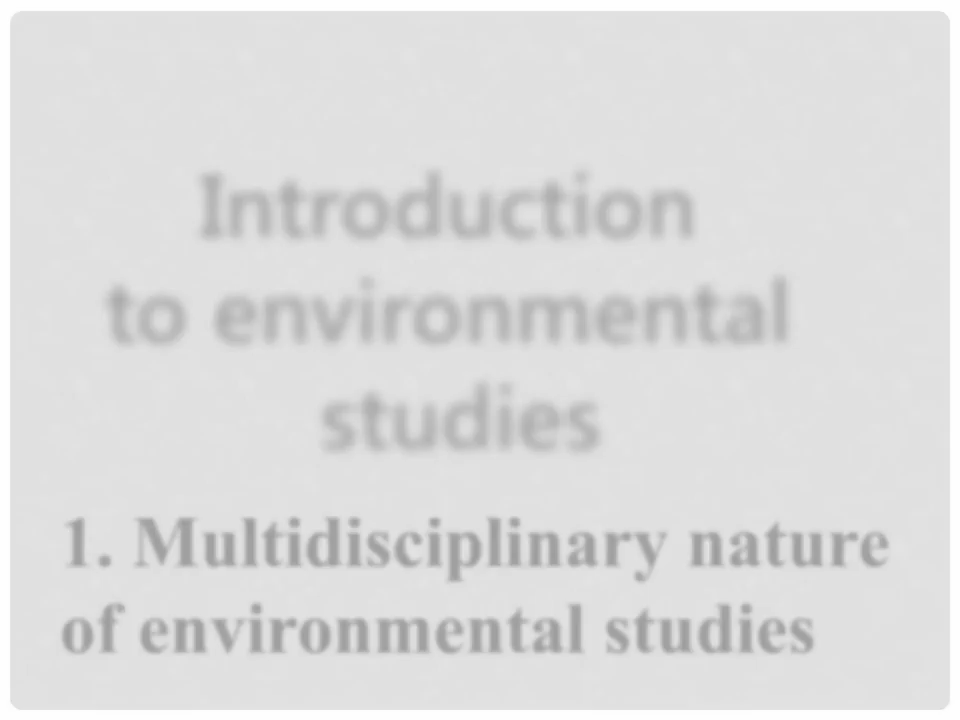 Introduction
to environmental
studies
1. Multidisciplinary nature
of environmental studies